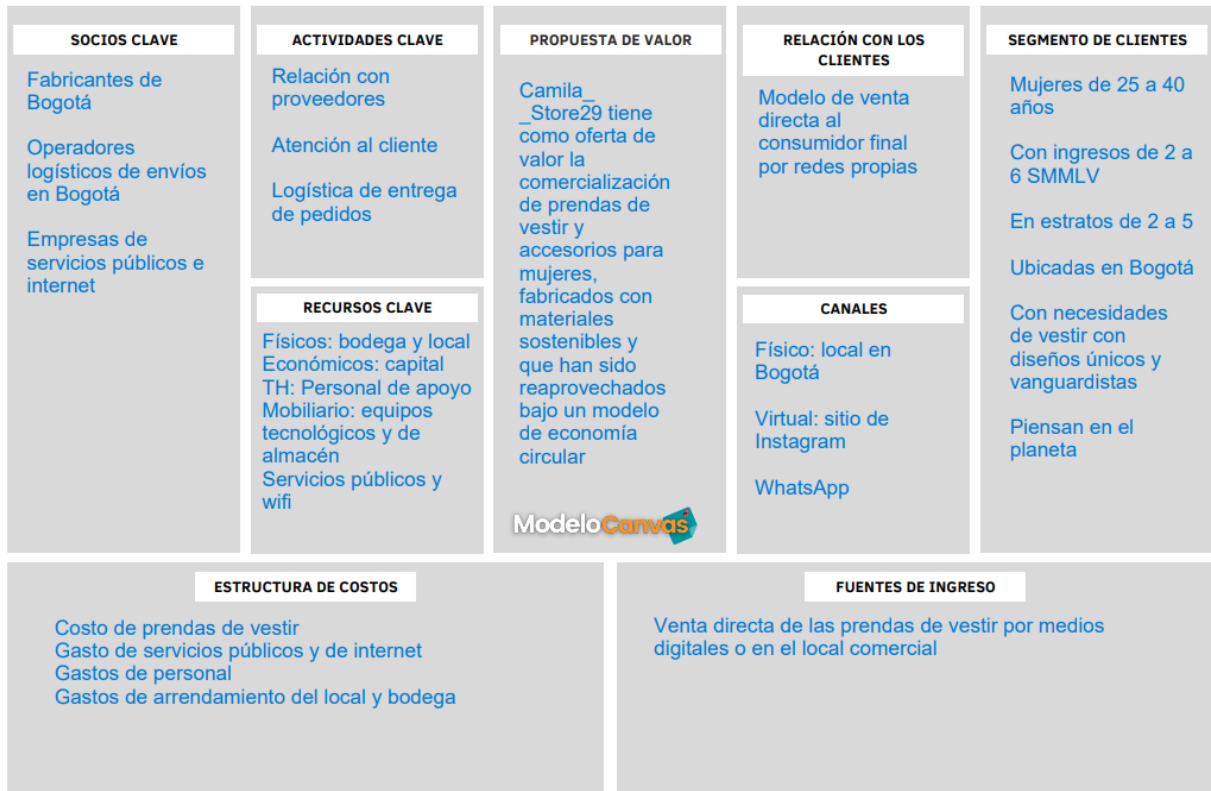 SOCIOS CLAVE
Fabricantes de
Bogotá
Operadores
logísticos de envíos
en Bogotá
Empresas de
servicios públicos e
internet
ACTIVIDADES CLAVE
Relación con
proveedores
Atención al cliente
Logística de entrega
de pedidos
RECURSOS CLAVE
Físicos: bodega y local
Económicos: capital
TH: Personal de apoyo
Mobiliario: equipos
tecnológicos y de
almacén
Servicios públicos y
wifi
PROPUESTA DE VALOR
Camila_
_Store29 tiene
como oferta de
valor la
comercialización
de prendas de
vestir y
accesorios para
mujeres,
fabricados con
materiales
sostenibles y
que han sido
reaprovechados
bajo un modelo
de economía
circular
ModeloCanvas
RELACIÓN CON LOS
CLIENTES
Modelo de venta
directa al
consumidor final
por redes propias
CANALES
Físico: local en
Bogotá
Virtual: sitio de
Instagram
WhatsApp
SEGMENTO DE CLIENTES
Mujeres de 25 a 40
años
Con ingresos de 2 a
6 SMMLV
En estratos de 2 a 5
Ubicadas en Bogotá
Con necesidades
de vestir con
diseños únicos y
vanguardistas
Piensan en el
planeta
ESTRUCTURA DE COSTOS
Costo de prendas de vestir
Gasto de servicios públicos y de internet
Gastos de personal
Gastos de arrendamiento del local y bodega
FUENTES DE INGRESO
Venta directa de las prendas de vestir por medios
digitales o en el local comercial